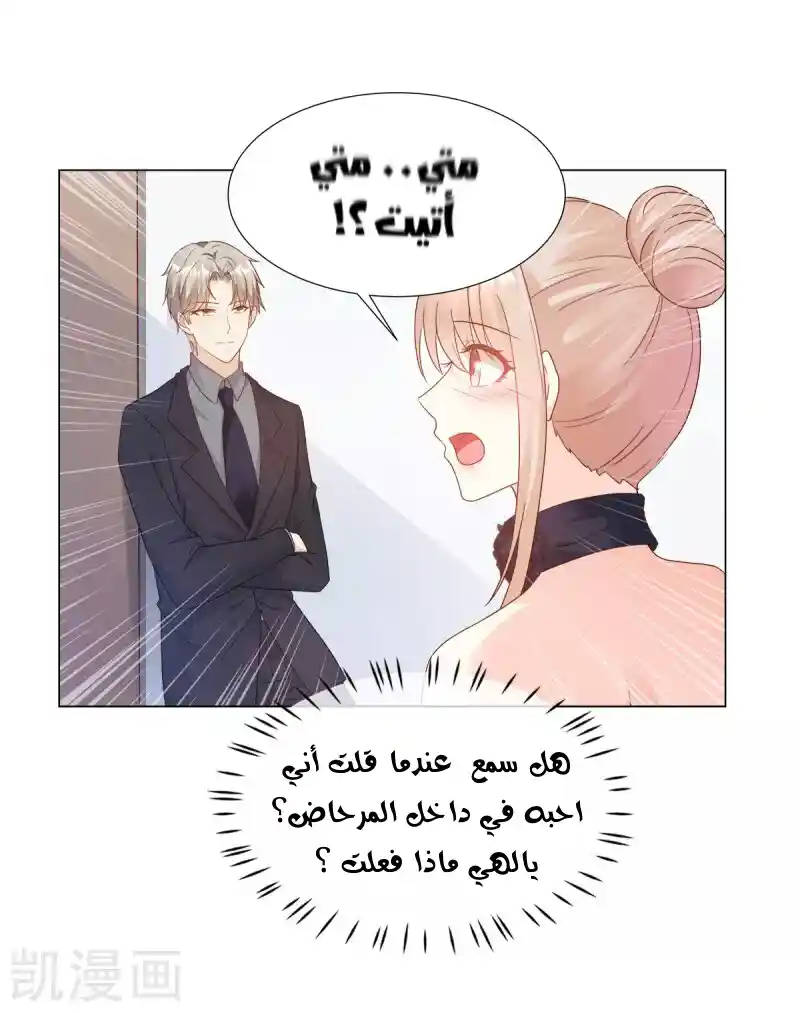 متي.. متي
أتيت؟!
هل سمع عندما قلت أني
احبه في داخل المرحاض؟
يالهي ماذا فعلت ؟
凯漫画